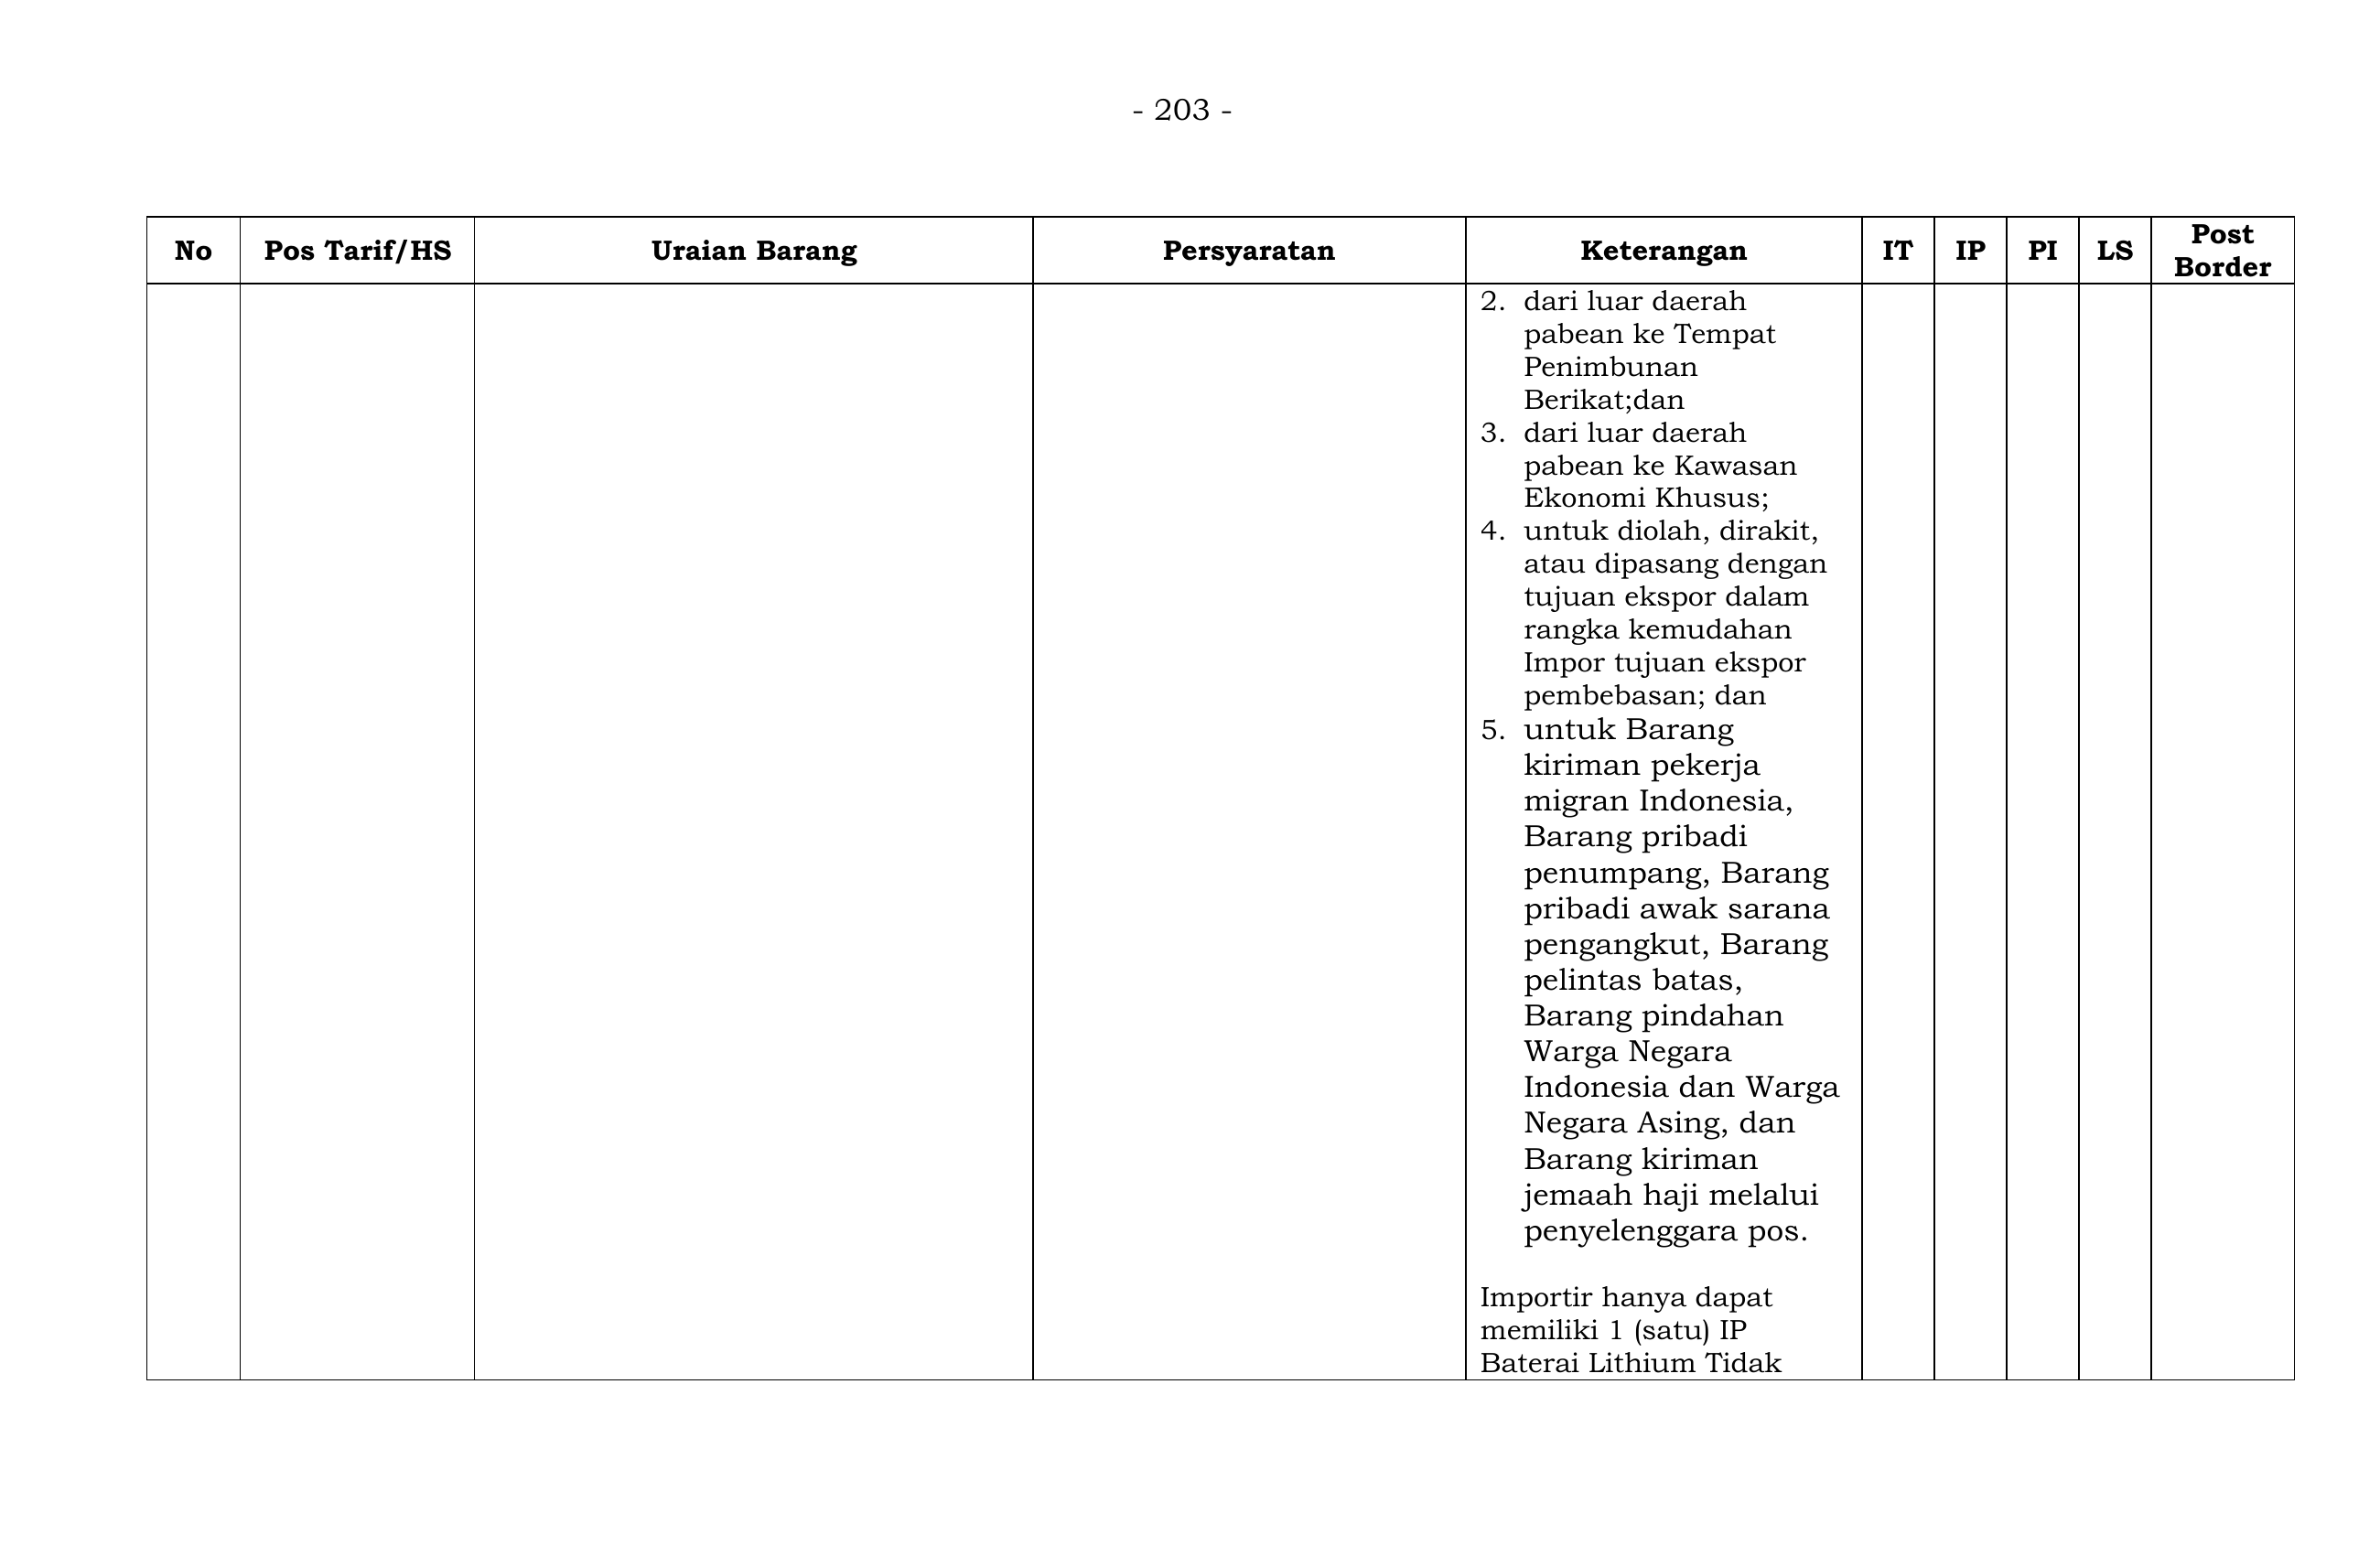 - 203 -
No Pos Tarif/HS Uraian Barang Persyaratan Keterangan IT IP PI LS Post Border
2. dari luar daerah
pabean ke Tempat
Penimbunan
Berikat;dan
3. dari luar daerah
pabean ke Kawasan
Ekonomi Khusus;
4. untuk diolah, dirakit,
atau dipasang dengan
tujuan ekspor dalam
rangka kemudahan
Impor tujuan ekspor
pembebasan; dan
5. untuk Barang
kiriman pekerja
migran Indonesia,
Barang pribadi
penumpang, Barang
pribadi awak sarana
pengangkut, Barang
pelintas batas,
Barang pindahan
Warga Negara
Indonesia dan Warga
Negara Asing, dan
Barang kiriman
jemaah haji melalui
penyelenggara pos.
Importir hanya dapat
memiliki 1 (satu) IP
Baterai Lithium Tidak